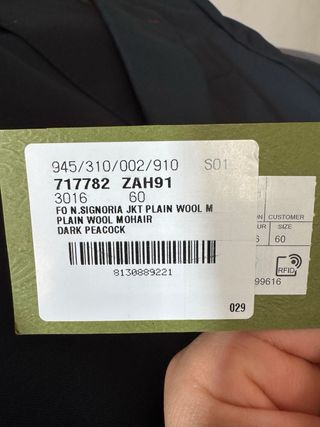 945/310/002/910 S01
717782 ZAH91
3016 60
FO N.SIGNORIA JKT PLAIN WOOL M
PLAIN WOOL MOHAIR
DARK PEACOCK
8130889221
029
CUSTOMER
SIZE
60
RFID
99616